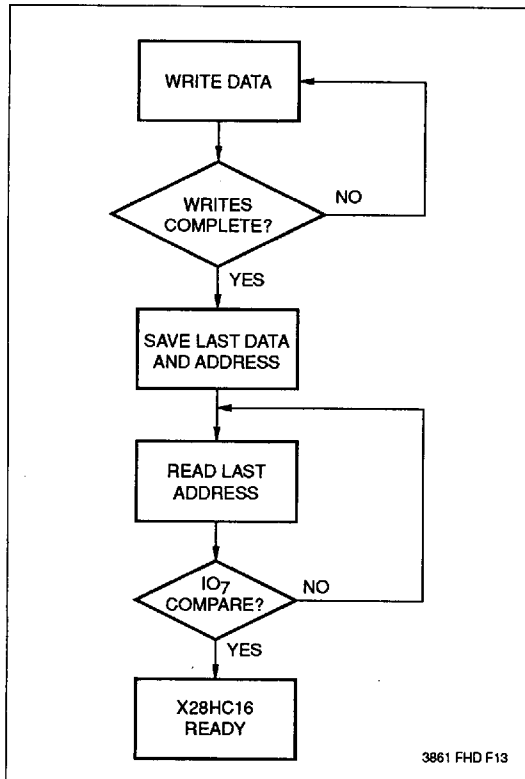 WRITE DATA
WRITES
COMPLETE?
NO
YES
SAVE LAST DATA
AND ADDRESS
READ LAST
ADDRESS
IO7
COMPARE?
NO
YES
X28HC16
READY
3861 FHD F13